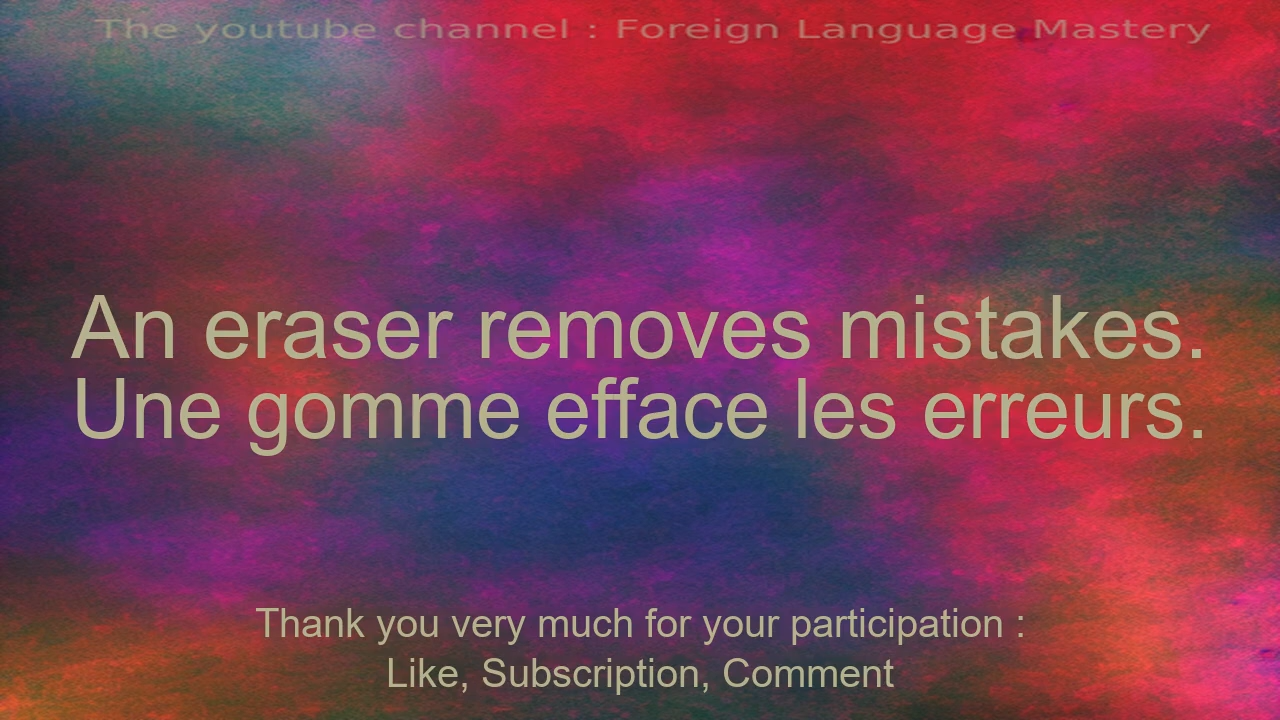 The youtube channel : Foreign Language Mastery
An eraser removes mistakes.
Une gomme efface les erreurs.
Thank you very much for your participation :
Like, Subscription, Comment